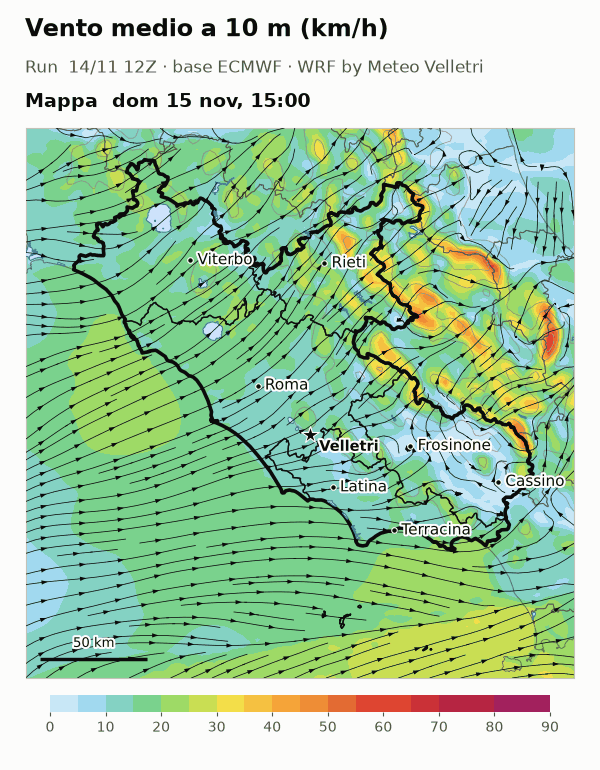 Vento medio a 10 m (km/h)
Run  14/11 12Z · base ECMWF · WRF by Meteo Velletri
Mappa  dom 15 nov, 15:00
Viterbo
Rieti
Roma
Velletri
Frosinone
Cassino
Latina
Terracina
50 km
0 10 20 30 40 50 60 70 80 90